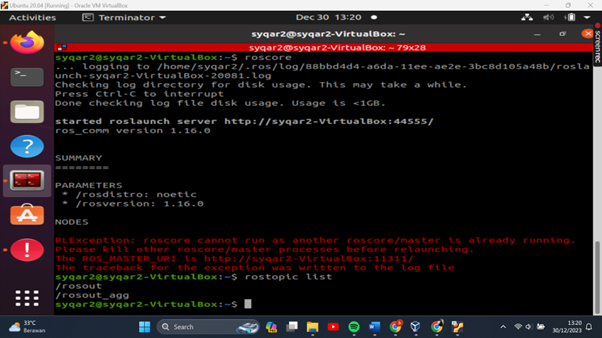 Ubuntu 20.04 [Running] - Oracle VM VirtualBox
Activities
Terminator
Dec 30 13:20
syqar2@syqar2-VirtualBox: ~
syqar2@syqar2-VirtualBox: ~ 79x28
syqar2@syqar2-VirtualBox:~$ roscore
... logging to /home/syqar2/.ros/log/88bbd4d4-a6da-11ee-ae2e-3bc8d105a48b/rosla
unch-syqar2-VirtualBox-20081.log
Checking log directory for disk usage. This may take a while.
Press Ctrl-C to interrupt
Done checking log file disk usage. Usage is <1GB.
started roslaunch server http://syqar2-VirtualBox:44555/
ros_comm version 1.16.0
SUMMARY
========
PARAMETERS
* /rosdistro: noetic
* /rosversion: 1.16.0
NODES
RLException: roscore cannot run as another roscore/master is already running.
Please kill other roscore/master processes before relaunching.
The ROS_MASTER_URI is http://syqar2-VirtualBox:11311/
The traceback for the exception was written to the log file
syqar2@syqar2-VirtualBox:~$ rostopic list
/rosout
/rosout_agg
syqar2@syqar2-VirtualBox:~$
screenrec
33°C
Berawan
Search
13:20
30/12/2023